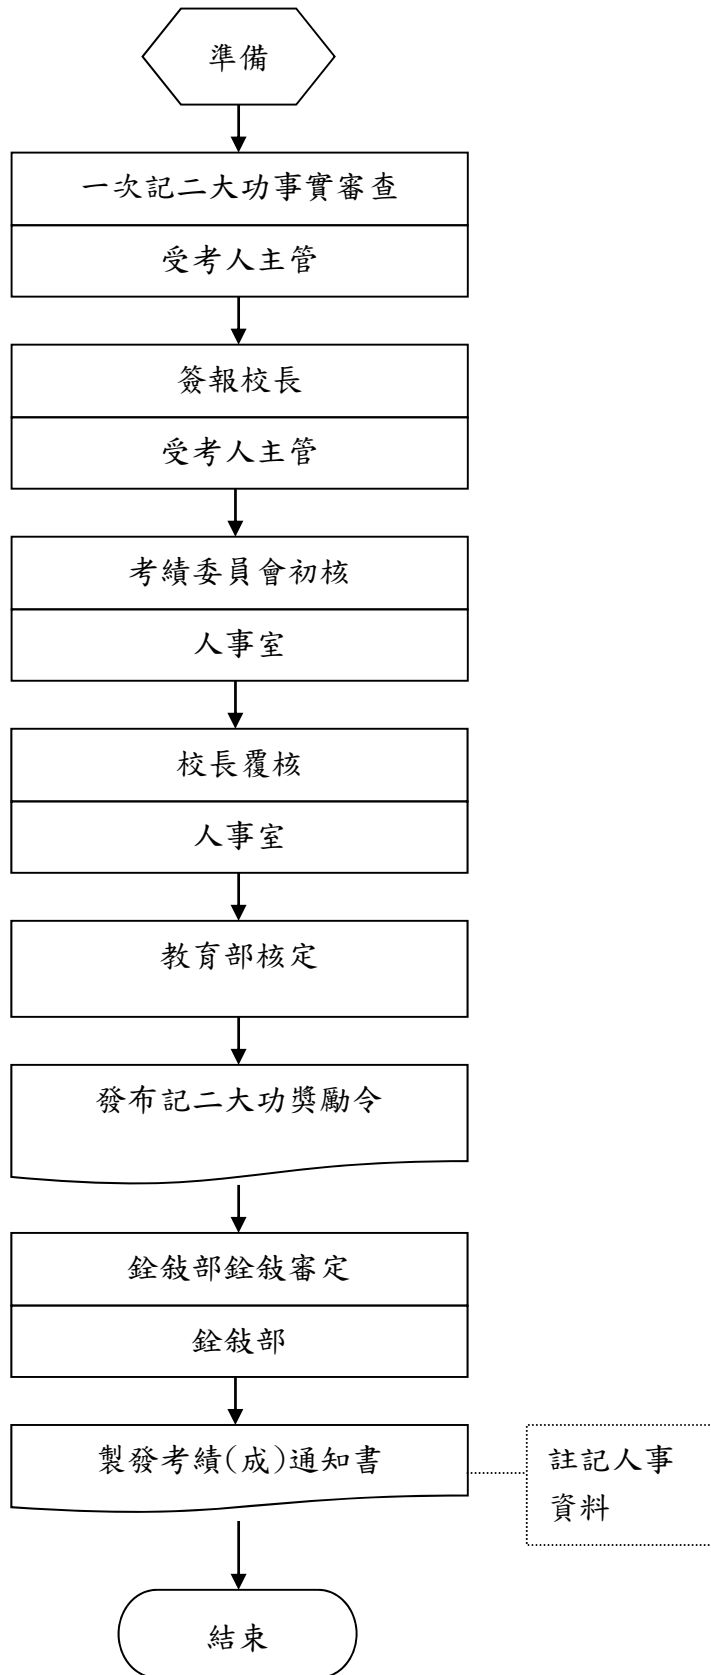 準備
一次記二大功事實審查
受考人主管
簽報校長
受考人主管
考績委員會初核
人事室
校長覆核
人事室
教育部核定
發布記二大功獎勵令
銓敍部銓敍審定
銓敍部
製發考績(成)通知書
註記人事
資料
結束